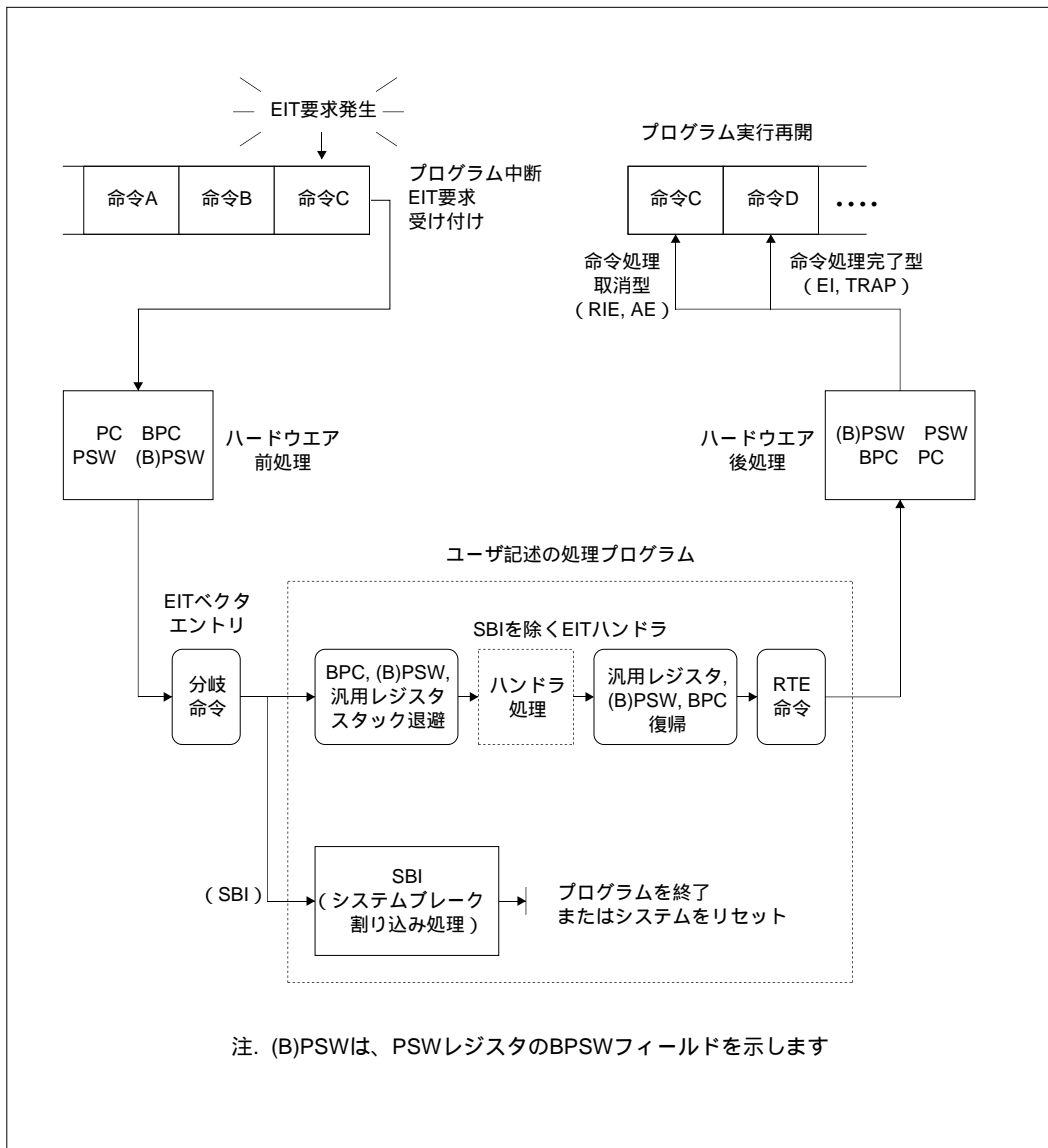 EIT要求発生
命令A 命令B 命令C
プログラム中断
EIT要求
受け付け
プログラム実行再開
命令C 命令D ....
命令処理
取消型
(RIE, AE)
命令処理完了型
(EI, TRAP)
PC BPC
PSW (B)PSW
ハードウエア
前処理
ハードウエア
後処理
(B)PSW PSW
BPC PC
ユーザ記述の処理プログラム
EITベクタ
エントリ
SBIを除くEITハンドラ
分岐
命令
BPC, (B)PSW,
汎用レジスタ
スタック退避
ハンドラ
処理
汎用レジスタ,
(B)PSW, BPC
復帰
RTE
命令
(SBI)
SBI
(システムブレーク
割り込み処理)
プログラムを終了
またはシステムをリセット
注. (B)PSWは、PSWレジスタのBPSWフィールドを示します